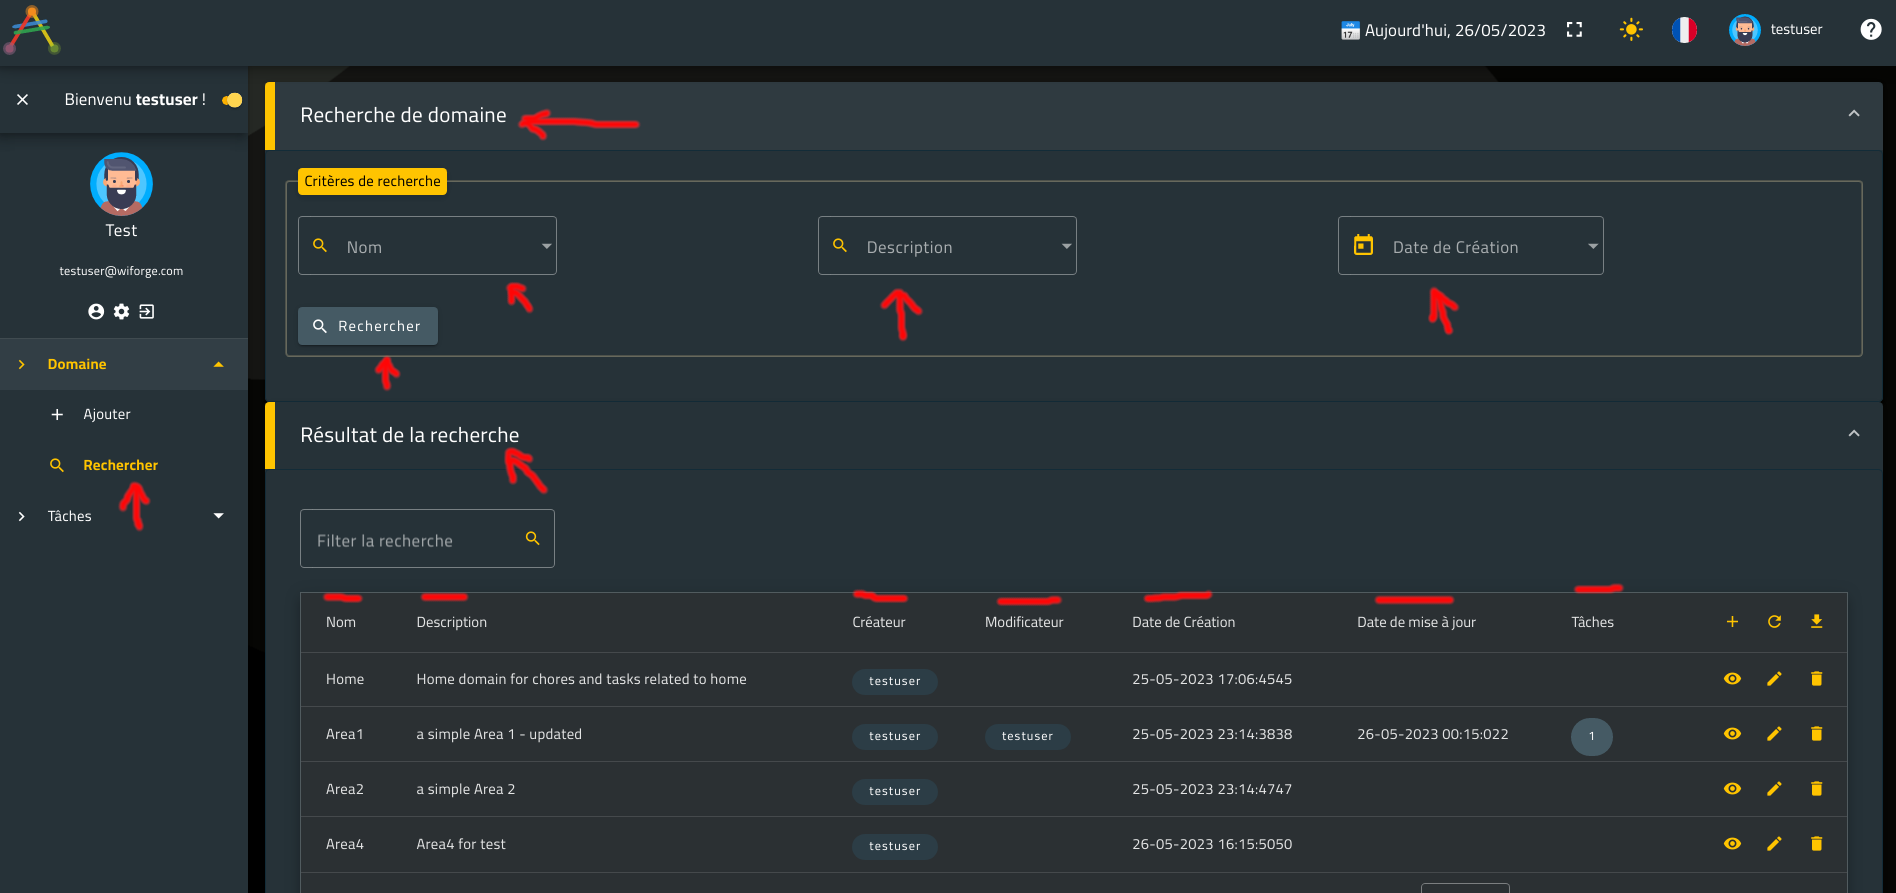 Aujourd'hui, 26/05/2023
testuser
Bienvenu testuser !
Test
testuser@wiforge.com
Domaine
Ajouter
Rechercher
Tâches
Recherche de domaine
Critères de recherche
Nom
Description
Date de Création
Rechercher
Résultat de la recherche
Filter la recherche
Nom Description Créateur Modificateur Date de Création Date de mise à jour Tâches
Home Home domain for chores and tasks related to home testuser 25-05-2023 17:06:4545
Area1 a simple Area 1 - updated testuser testuser 25-05-2023 23:14:3838 26-05-2023 00:15:022 1
Area2 a simple Area 2 testuser 25-05-2023 23:14:4747
Area4 Area4 for test testuser 26-05-2023 16:15:5050